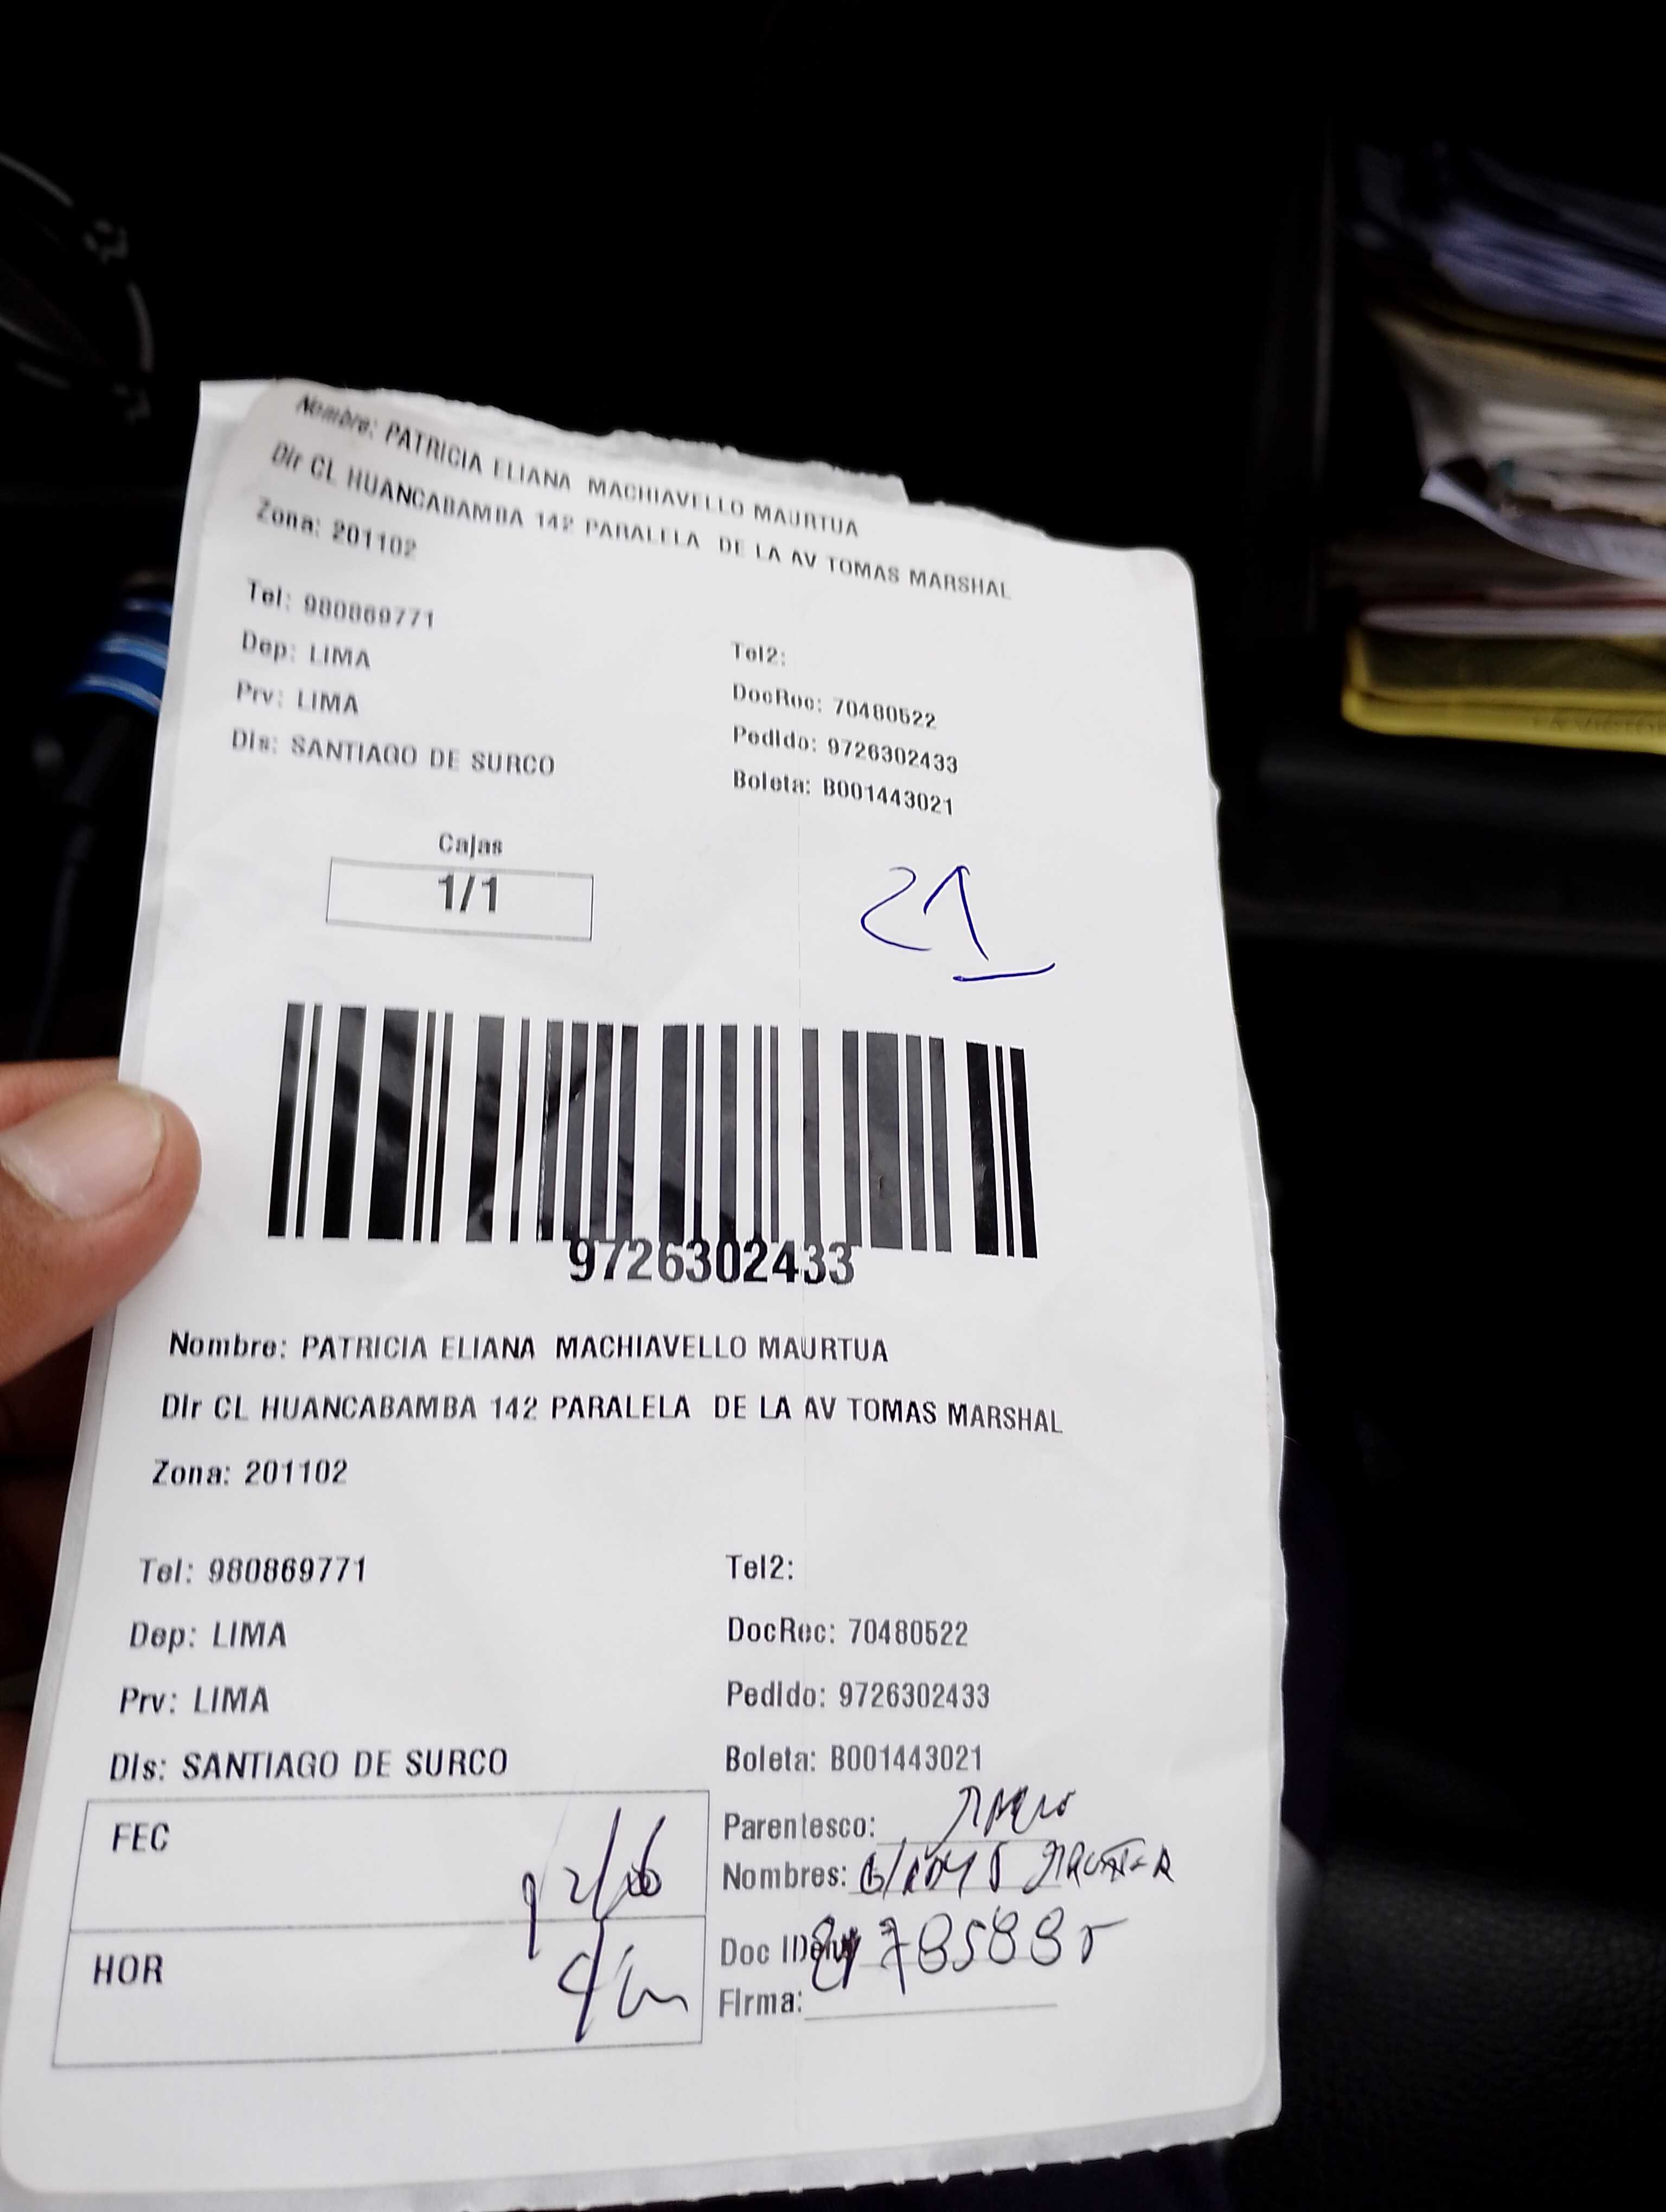 Nombre: PATRICIA ELIANA MACHIAVELLO MAURTUA
Dir CL HUANCABAMBA 142 PARALELA DE LA AV TOMAS MARSHAL
Zona: 201102
Tel: 980869771
Tel2:
Dep: LIMA
DocRec: 70480522
Prv: LIMA
Pedido: 9726302433
Dis: SANTIAGO DE SURCO
Boleta: B001443021
Cajas
1/1
21
9726302433
Nombre: PATRICIA ELIANA MACHIAVELLO MAURTUA
Dir CL HUANCABAMBA 142 PARALELA DE LA AV TOMAS MARSHAL
Zona: 201102
Tel: 980869771
Tel2:
Dep: LIMA
DocRec: 70480522
Prv: LIMA
Pedido: 9726302433
Dis: SANTIAGO DE SURCO
Boleta: B001443021
FEC
Parentesco:
Nombres:
HOR
Doc
Firma: